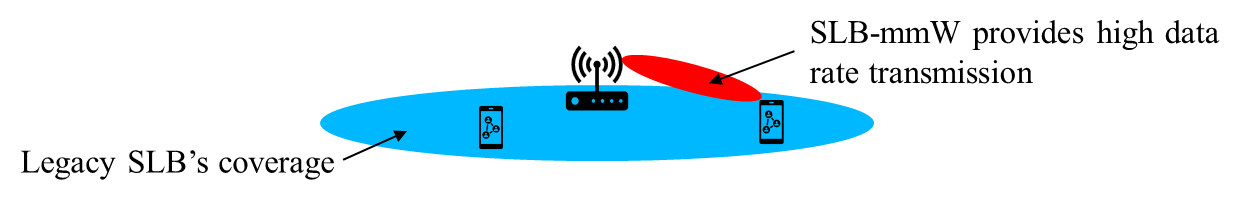 SLB-mmW provides high data
rate transmission
Legacy SLB’s coverage